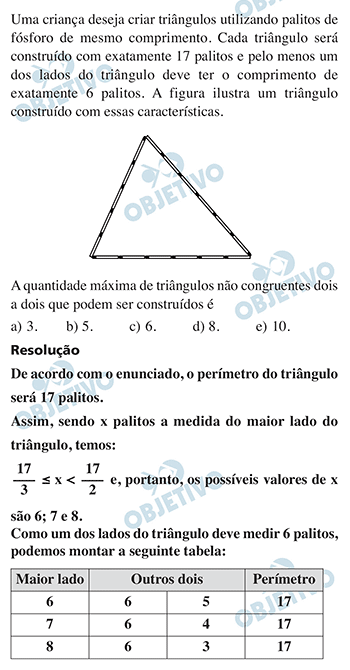 Uma criança deseja criar triângulos utilizando palitos de
fósforo de mesmo comprimento. Cada triângulo será
construído com exatamente 17 palitos e pelo menos um
dos lados do triângulo deve ter o comprimento de
exatamente 6 palitos. A figura ilustra um triângulo
construído com essas características.
A quantidade máxima de triângulos não congruentes dois
a dois que podem ser construídos é
a) 3. b) 5. c) 6. d) 8. e) 10.
Resolução
De acordo com o enunciado, o perímetro do triângulo
será 17 palitos.
Assim, sendo x palitos a medida do maior lado do
triângulo, temos:
17/3 ≤ x < 17/2 e, portanto, os possíveis valores de x
são 6; 7 e 8.
Como um dos lados do triângulo deve medir 6 palitos,
podemos montar a seguinte tabela:
Maior lado Outros dois Perímetro
6 6 5 17
7 6 4 17
8 6 3 17
OBJETIVO
OBJETIVO
OBJETIVO
OBJETIVO
OBJETIVO
OBJETIVO
OBJETIVO